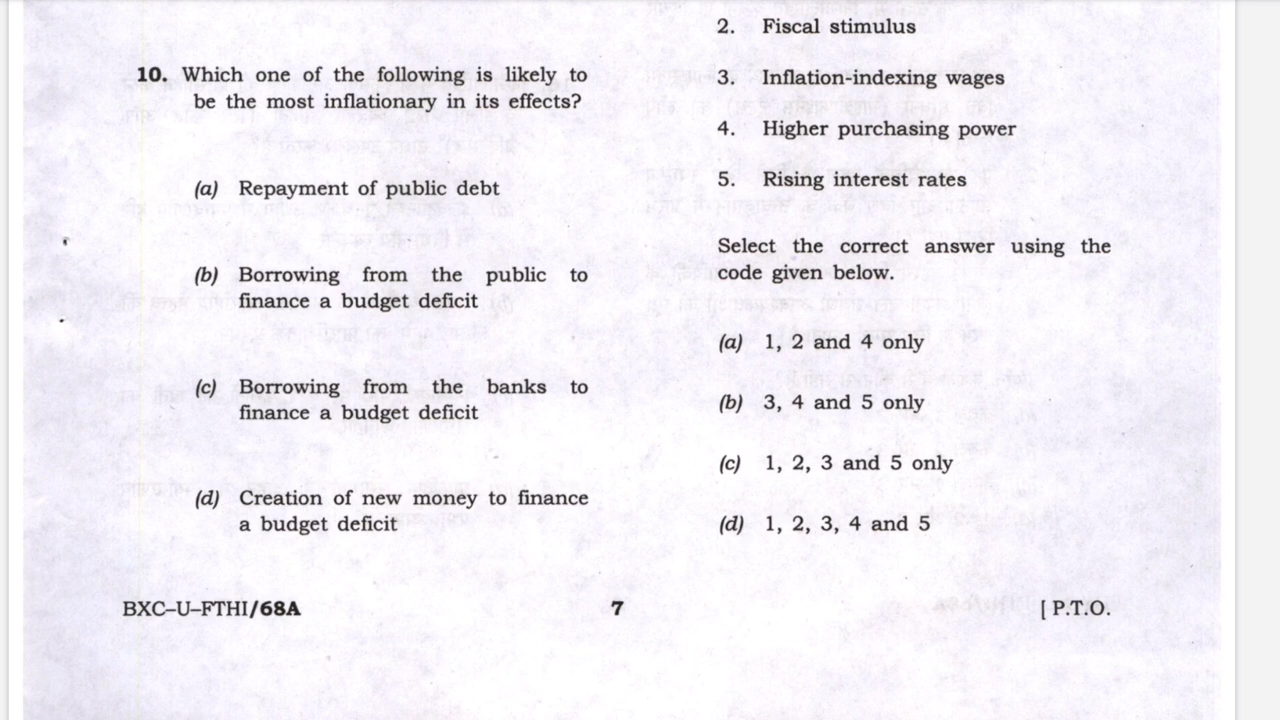 10. Which one of the following is likely to
be the most inflationary in its effects?
(a) Repayment of public debt
(b) Borrowing from the public to
finance a budget deficit
(c) Borrowing from the banks to
finance a budget deficit
(d) Creation of new money to finance
a budget deficit
2. Fiscal stimulus
3. Inflation-indexing wages
4. Higher purchasing power
5. Rising interest rates
Select the correct answer using the
code given below.
(a) 1, 2 and 4 only
(b) 3, 4 and 5 only
(c) 1, 2, 3 and 5 only
(d) 1, 2, 3, 4 and 5
BXC–U–FTHI/68A 7 [ P.T.O.